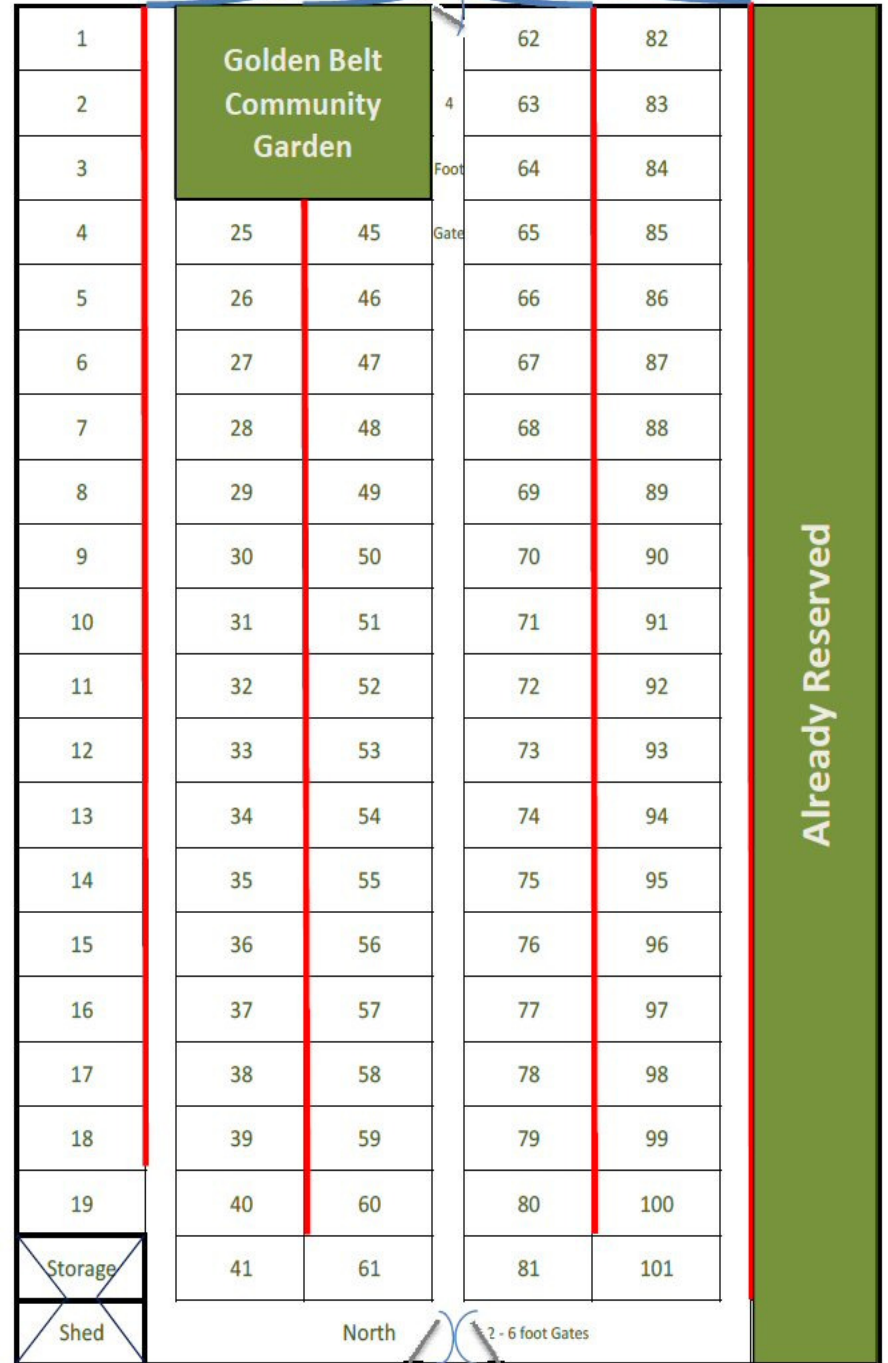 1
Golden Belt
Community
Garden
62 82
2
4
63 83
3
Foot
64 84
4 25 45 Gate 65 85
5 26 46 66 86
6 27 47 67 87
7 28 48 68 88
8 29 49 69 89
9 30 50 70 90
10 31 51 71 91
11 32 52 72 92
12 33 53 73 93
13 34 54 74 94
14 35 55 75 95
15 36 56 76 96
16 37 57 77 97
17 38 58 78 98
18 39 59 79 99
19 40 60 80 100
Storage 41 61 81 101
Shed North 2 - 6 foot Gates
Already Reserved